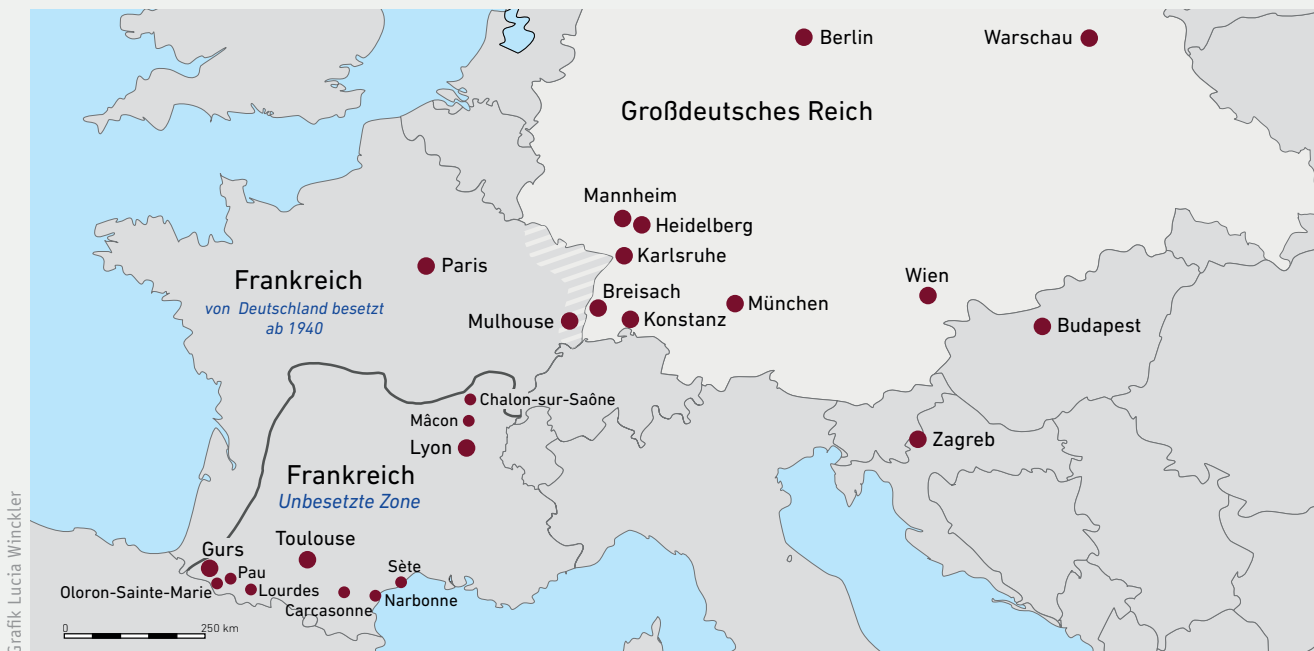 Berlin
Warschau
Großdeutsches Reich
Mannheim
Heidelberg
Karlsruhe
Paris
Frankreich
von Deutschland besetzt
ab 1940
Breisach
Mulhouse
Konstanz
München
Wien
Budapest
Chalon-sur-Saône
Mâcon
Lyon
Zagreb
Frankreich
Unbesetzte Zone
Gurs
Toulouse
Pau
Sète
Oloron-Sainte-Marie
Lourdes
Carcasonne
Narbonne
0
250 km
Grafik Lucia Winckler